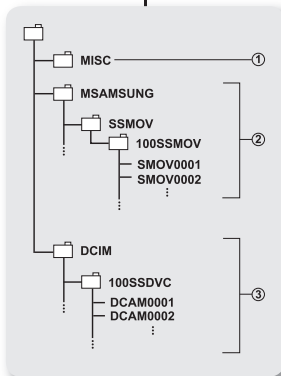 MISC ①
MSAMSUNG
SSMOV
100SSMOV ②
SMOV0001
SMOV0002
DCIM
100SSDVC ③
DCAM0001
DCAM0002